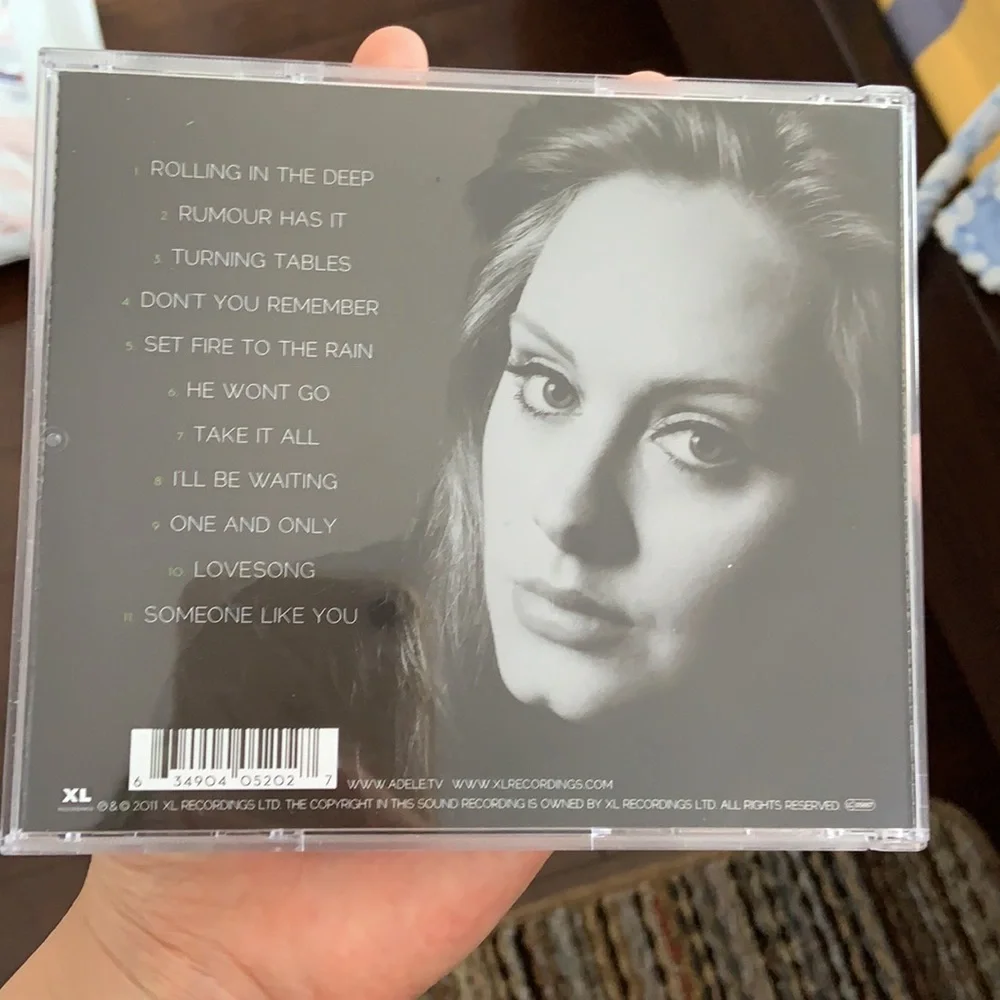 1. ROLLING IN THE DEEP
2. RUMOUR HAS IT
3. TURNING TABLES
4. DON'T YOU REMEMBER
5. SET FIRE TO THE RAIN
6. HE WONT GO
7. TAKE IT ALL
8. I'LL BE WAITING
9. ONE AND ONLY
10. LOVESONG
11. SOMEONE LIKE YOU
6 34904 05202 7
WWW.ADELE.TV WWW.XLRECORDINGS.COM
XL
℗ & © 2011 XL RECORDINGS LTD. THE COPYRIGHT IN THIS SOUND RECORDING IS OWNED BY XL RECORDINGS LTD. ALL RIGHTS RESERVED